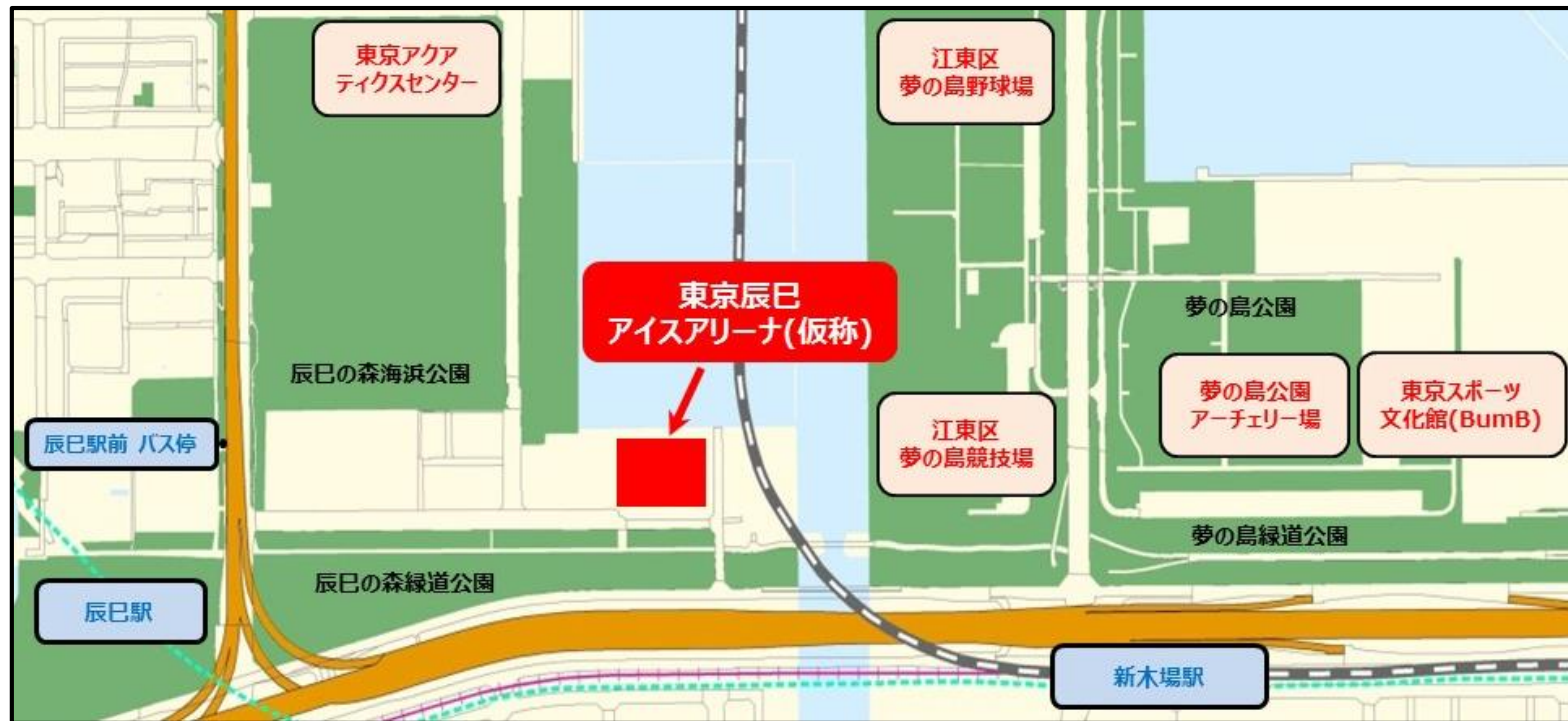 東京アクア
ティクスセンター
江東区
夢の島野球場
東京辰巳
アイスアリーナ(仮称)
夢の島公園
辰巳の森海浜公園
夢の島公園
アーチェリー場
東京スポーツ
文化館(BumB)
辰巳駅前 バス停
江東区
夢の島競技場
夢の島緑道公園
辰巳の森緑道公園
辰巳駅
新木場駅